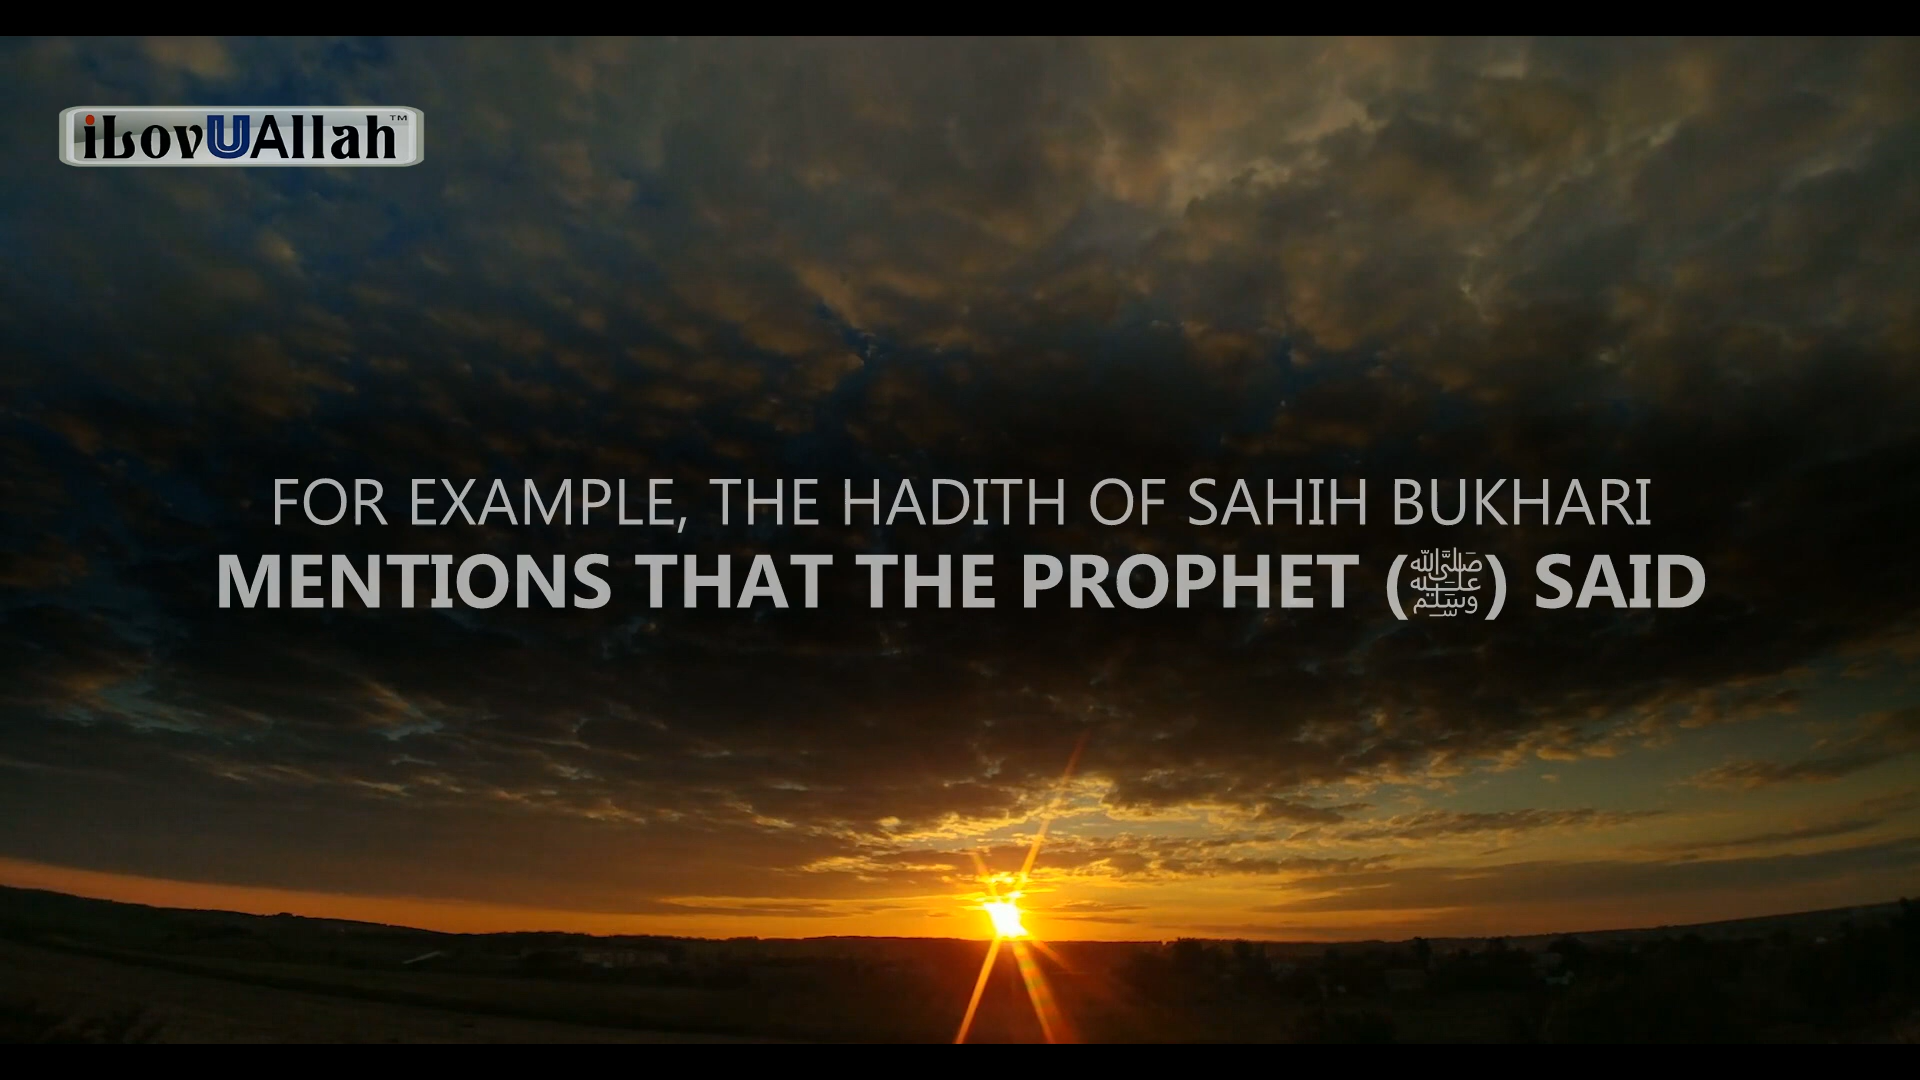 iLovUAllah™
FOR EXAMPLE, THE HADITH OF SAHIH BUKHARI
MENTIONS THAT THE PROPHET (ﷺ) SAID